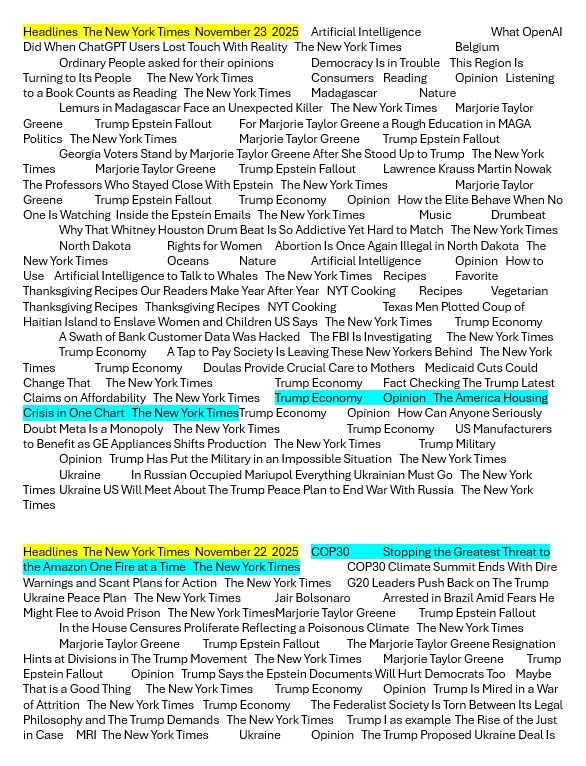 Headlines The New York Times November 23 2025 Artificial Intelligence What OpenAI
Did When ChatGPT Users Lost Touch With Reality The New York Times Belgium
Ordinary People asked for their opinions Democracy Is in Trouble This Region Is
Turning to Its People The New York Times Consumers Reading Opinion Listening
to a Book Counts as Reading The New York Times Madagascar Nature
Lemurs in Madagascar Face an Unexpected Killer The New York Times Marjorie Taylor
Greene Trump Epstein Fallout For Marjorie Taylor Greene a Rough Education in MAGA
Politics The New York Times Marjorie Taylor Greene Trump Epstein Fallout
Georgia Voters Stand by Marjorie Taylor Greene After She Stood Up to Trump The New York
Times Marjorie Taylor Greene Trump Epstein Fallout Lawrence Krauss Martin Nowak
The Professors Who Stayed Close With Epstein The New York Times Marjorie Taylor
Greene Trump Epstein Fallout Trump Economy Opinion How the Elite Behave When No
One Is Watching Inside the Epstein Emails The New York Times Music Drumbeat
Why That Whitney Houston Drum Beat Is So Addictive Yet Hard to Match The New York Times
North Dakota Rights for Women Abortion Is Once Again Illegal in North Dakota The
New York Times Oceans Nature Artificial Intelligence Opinion How to
Use Artificial Intelligence to Talk to Whales The New York Times Recipes Favorite
Thanksgiving Recipes Our Readers Make Year After Year NYT Cooking Recipes Vegetarian
Thanksgiving Recipes Thanksgiving Recipes NYT Cooking Texas Men Plotted Coup of
Haitian Island to Enslave Women and Children US Says The New York Times Trump Economy
A Swath of Bank Customer Data Was Hacked The FBI Is Investigating The New York Times
Trump Economy A Tap to Pay Society Is Leaving These New Yorkers Behind The New York
Times Trump Economy Doulas Provide Crucial Care to Mothers Medicaid Cuts Could
Change That The New York Times Trump Economy Fact Checking The Trump Latest
Claims on Affordability The New York Times Trump Economy Opinion The America Housing
Crisis in One Chart The New York TimesTrump Economy Opinion How Can Anyone Seriously
Doubt Meta Is a Monopoly The New York Times Trump Economy US Manufacturers
to Benefit as GE Appliances Shifts Production The New York Times Trump Military
Opinion Trump Has Put the Military in an Impossible Situation The New York Times
Ukraine In Russian Occupied Mariupol Everything Ukrainian Must Go The New York
Times Ukraine US Will Meet About The Trump Peace Plan to End War With Russia The New York
Times
Headlines The New York Times November 22 2025 COP30 Stopping the Greatest Threat to
the Amazon One Fire at a Time The New York Times COP30 Climate Summit Ends With Dire
Warnings and Scant Plans for Action The New York Times G20 Leaders Push Back on The Trump
Ukraine Peace Plan The New York Times Jair Bolsonaro Arrested in Brazil Amid Fears He
Might Flee to Avoid Prison The New York TimesMarjorie Taylor Greene Trump Epstein Fallout
In the House Censures Proliferate Reflecting a Poisonous Climate The New York Times
Marjorie Taylor Greene Trump Epstein Fallout The Marjorie Taylor Greene Resignation
Hints at Divisions in The Trump Movement The New York Times Marjorie Taylor Greene Trump
Epstein Fallout Opinion Trump Says the Epstein Documents Will Hurt Democrats Too Maybe
That is a Good Thing The New York Times Trump Economy Opinion Trump Is Mired in a War
of Attrition The New York Times Trump Economy The Federalist Society Is Torn Between Its Legal
Philosophy and The Trump Demands The New York Times Trump I as example The Rise of the Just
in Case MRI The New York Times Ukraine Opinion The Trump Proposed Ukraine Deal Is